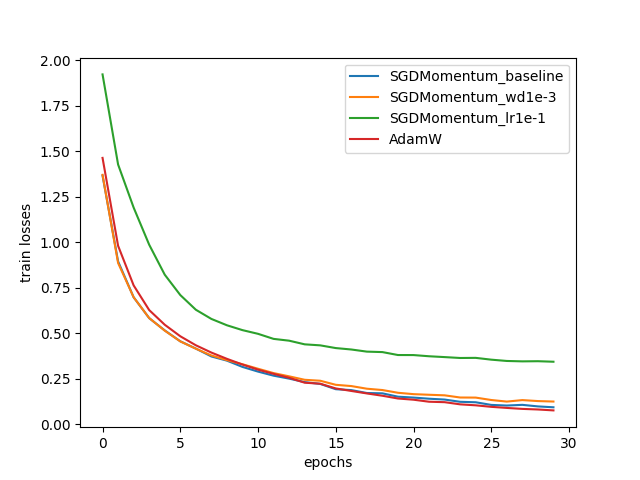 2.00
1.75
1.50
1.25
1.00
0.75
0.50
0.25
0.00
train losses
SGDMomentum_baseline
SGDMomentum_wd1e-3
SGDMomentum_lr1e-1
AdamW
0 5 10 15 20 25 30
epochs